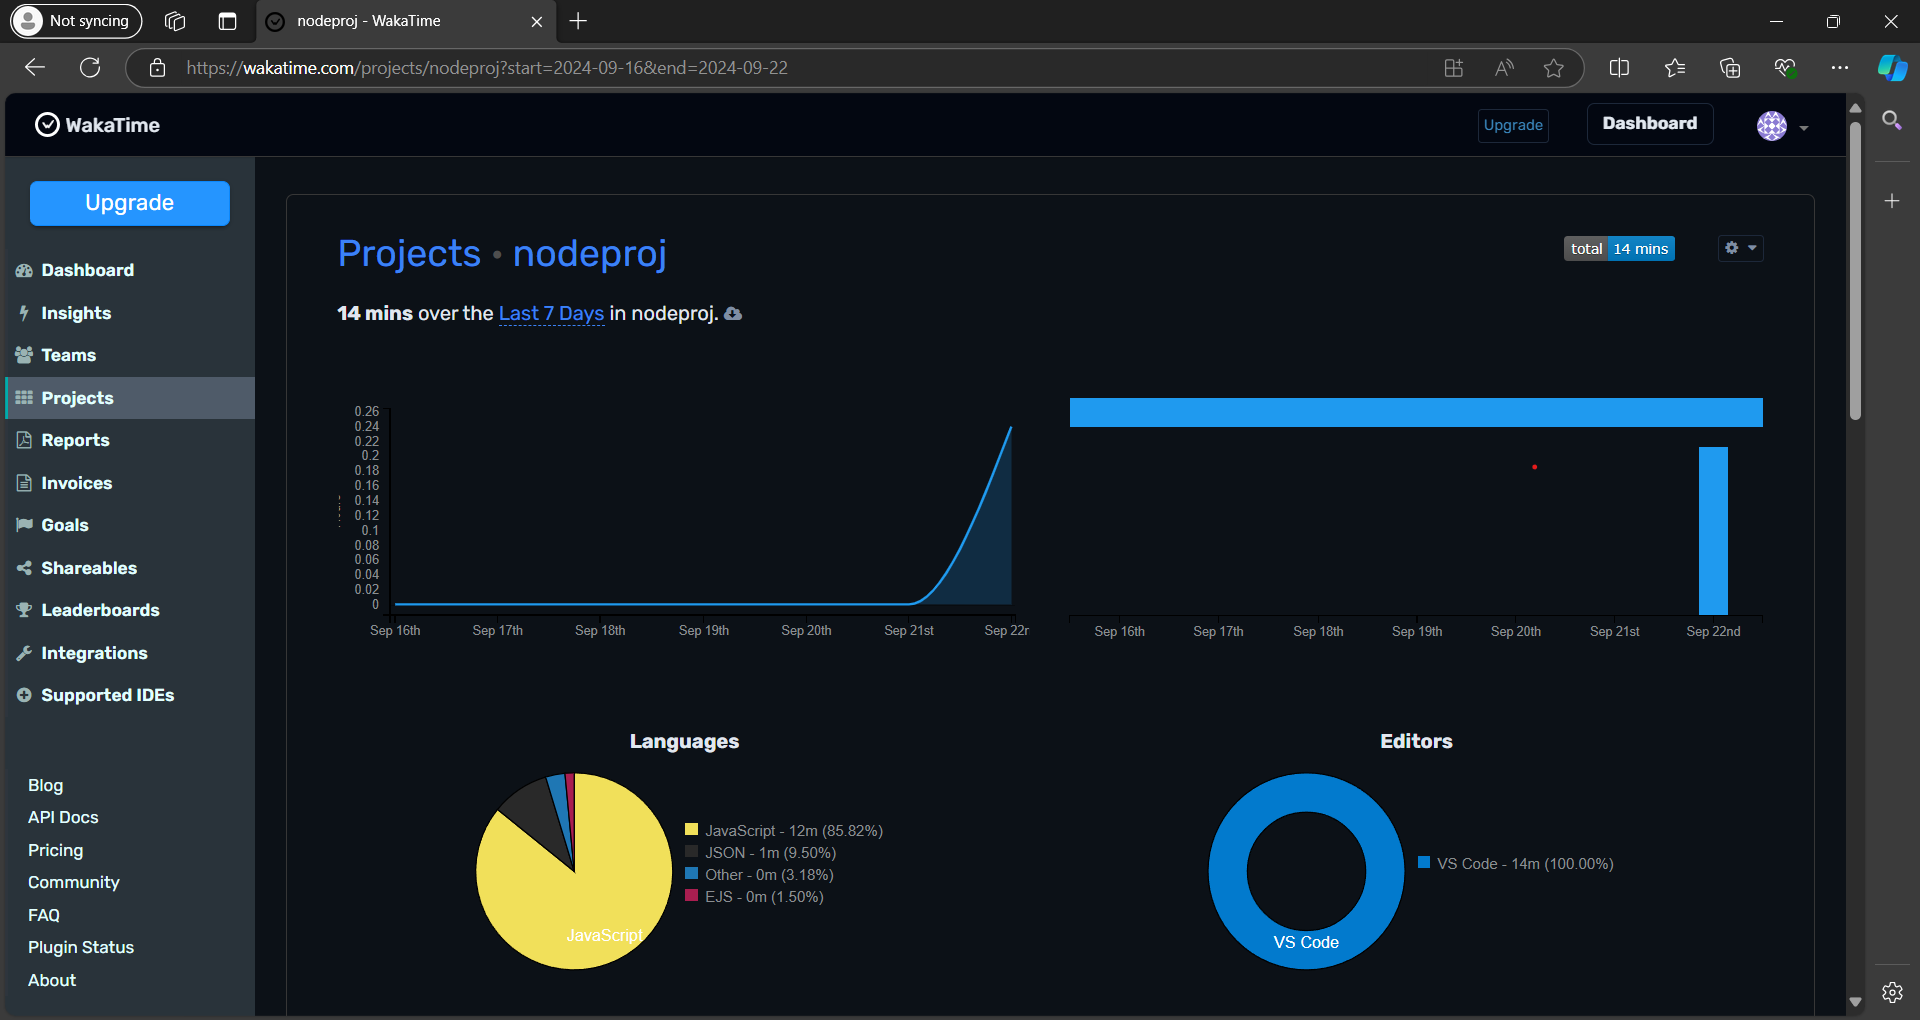 Not syncing
nodeproj - WakaTime
https://wakatime.com/projects/nodeproj?start=2024-09-16&end=2024-09-22
WakaTime
Upgrade
Dashboard
Upgrade
Dashboard
Insights
Teams
Projects
Reports
Invoices
Goals
Shareables
Leaderboards
Integrations
Supported IDEs
Blog
API Docs
Pricing
Community
FAQ
Plugin Status
About
Projects • nodeproj
total 14 mins
14 mins over the Last 7 Days in nodeproj.
0.26
0.24
0.22
0.2
0.18
0.16
0.14
0.12
0.1
0.08
0.06
0.04
0.02
0
Sep 16th Sep 17th Sep 18th Sep 19th Sep 20th Sep 21st Sep 22r
Sep 16th Sep 17th Sep 18th Sep 19th Sep 20th Sep 21st Sep 22nd
Languages
JavaScript
JavaScript - 12m (85.82%)
JSON - 1m (9.50%)
Other - 0m (3.18%)
EJS - 0m (1.50%)
Editors
VS Code
VS Code - 14m (100.00%)